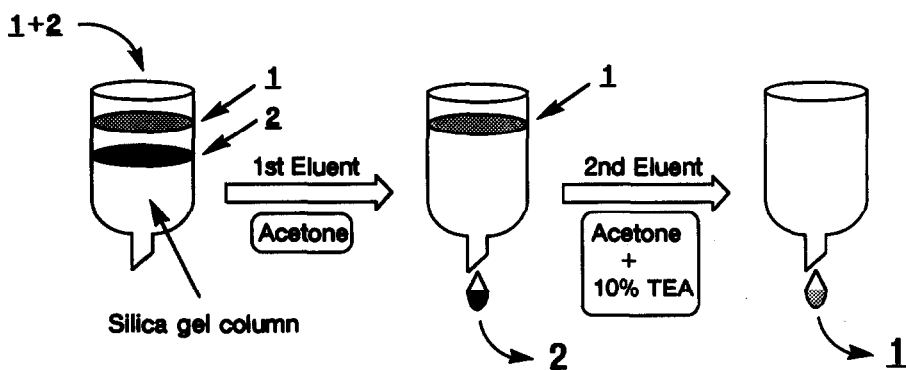 1+2
1
2
1st Eluent
Acetone
Silica gel column
2
1
2nd Eluent
Acetone
+
10% TEA
1